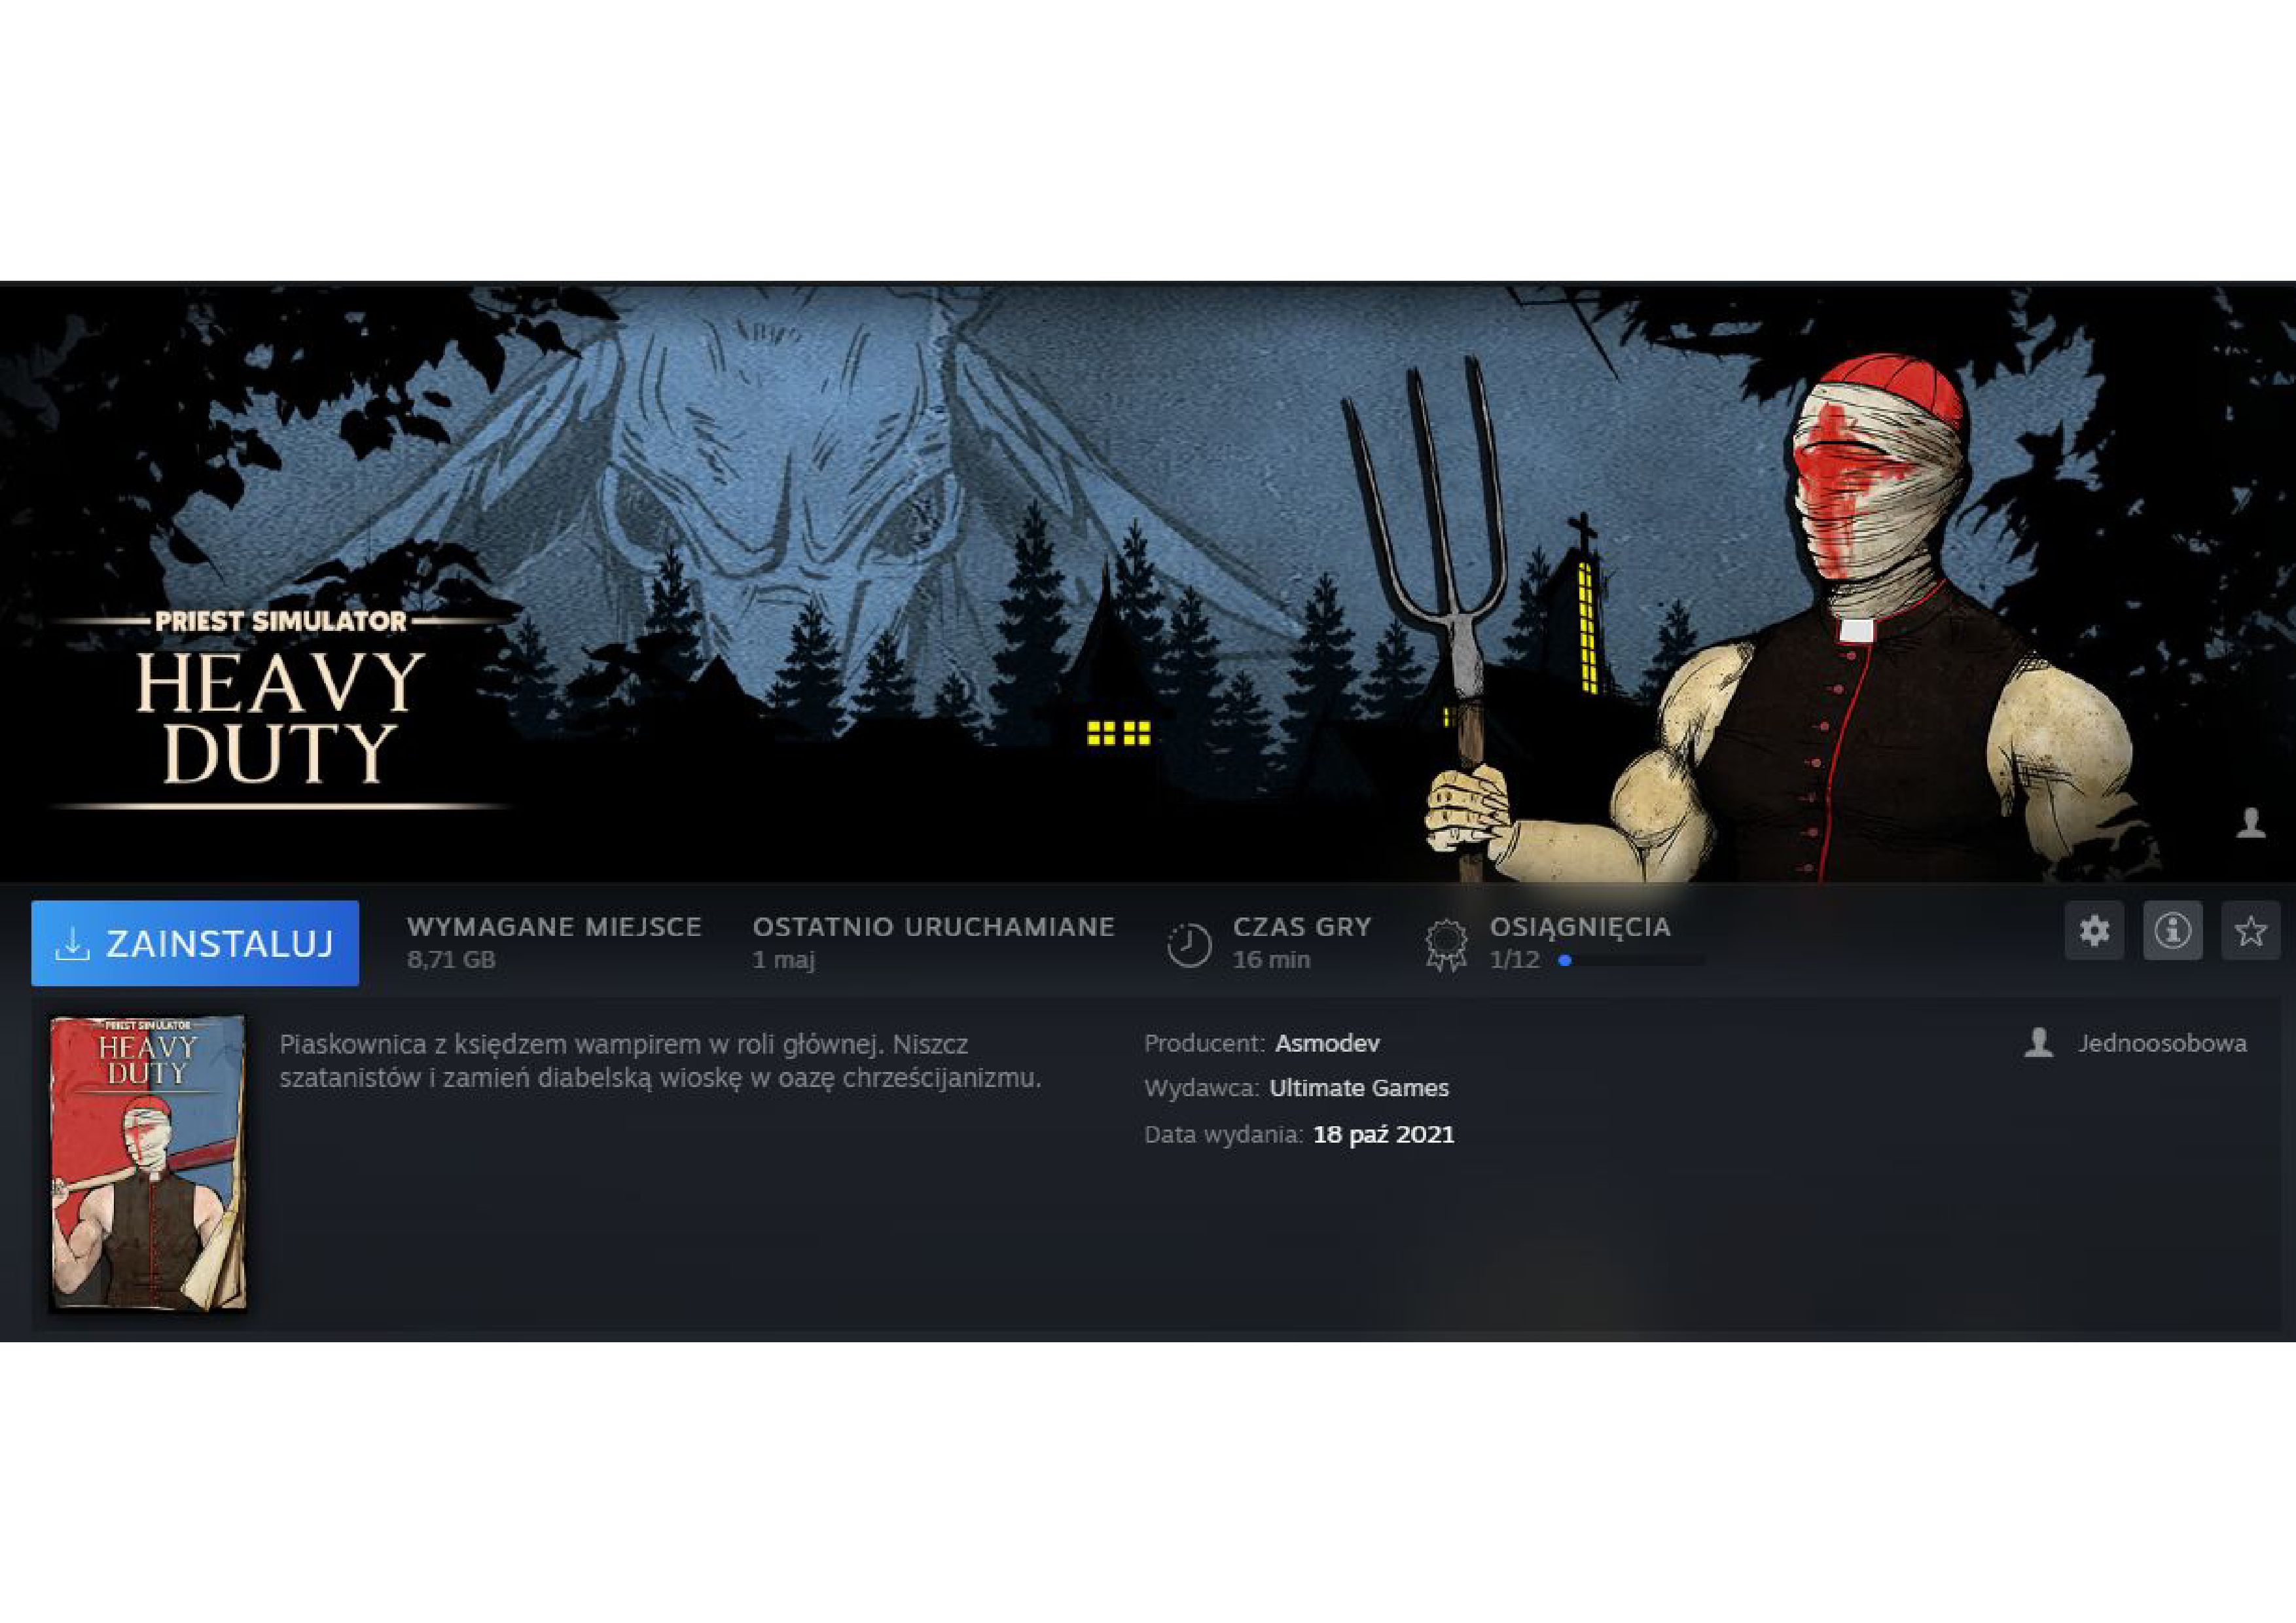 PRIEST SIMULATOR
HEAVY
DUTY
ZAINSTALUJ
WYMAGANE MIEJSCE
8,71 GB
OSTATNIO URUCHAMIANE
1 maj
CZAS GRY
16 min
OSIĄGNIĘCIA
1/12
PRIEST SIMULATOR
HEAVY
DUTY
Piaskownica z księdzem wampirem w roli głównej. Niszcz
szatanistów i zamień diabelską wioskę w oazę chrześcijanizmu.
Producent: Asmodev
Wydawca: Ultimate Games
Data wydania: 18 paź 2021
Jednoosobowa